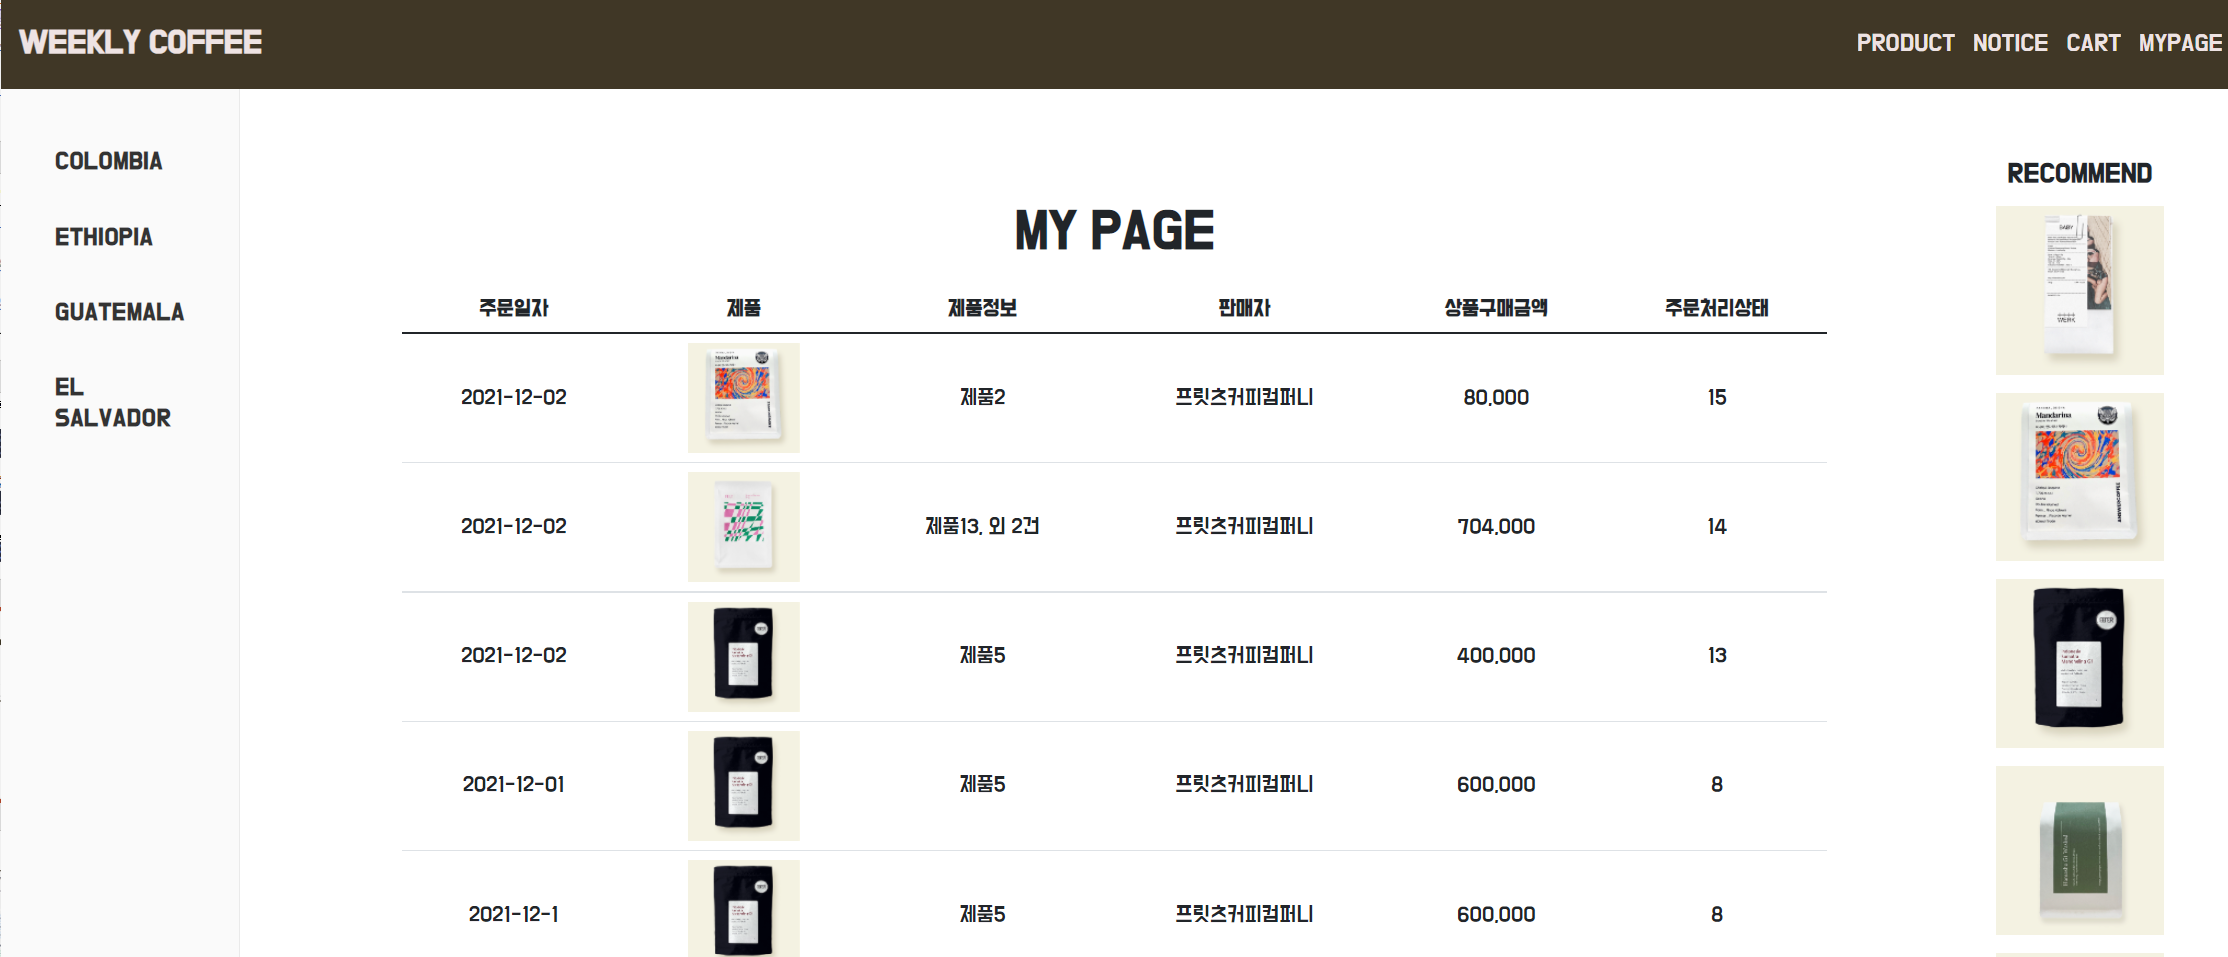 WEEKLY COFFEE
PRODUCT NOTICE CART MYPAGE
COLOMBIA
ETHIOPIA
GUATEMALA
EL
SALVADOR
MY PAGE
주문일자 제품 제품정보 판매자 상품구매금액 주문처리상태
2021-12-02 제품2 프릿츠커피컴퍼니 80,000 15
2021-12-02 제품13, 외 2건 프릿츠커피컴퍼니 704,000 14
2021-12-02 제품5 프릿츠커피컴퍼니 400,000 13
2021-12-01 제품5 프릿츠커피컴퍼니 600,000 8
2021-12-1 제품5 프릿츠커피컴퍼니 600,000 8
RECOMMEND
BABY
WERK
Mandarina